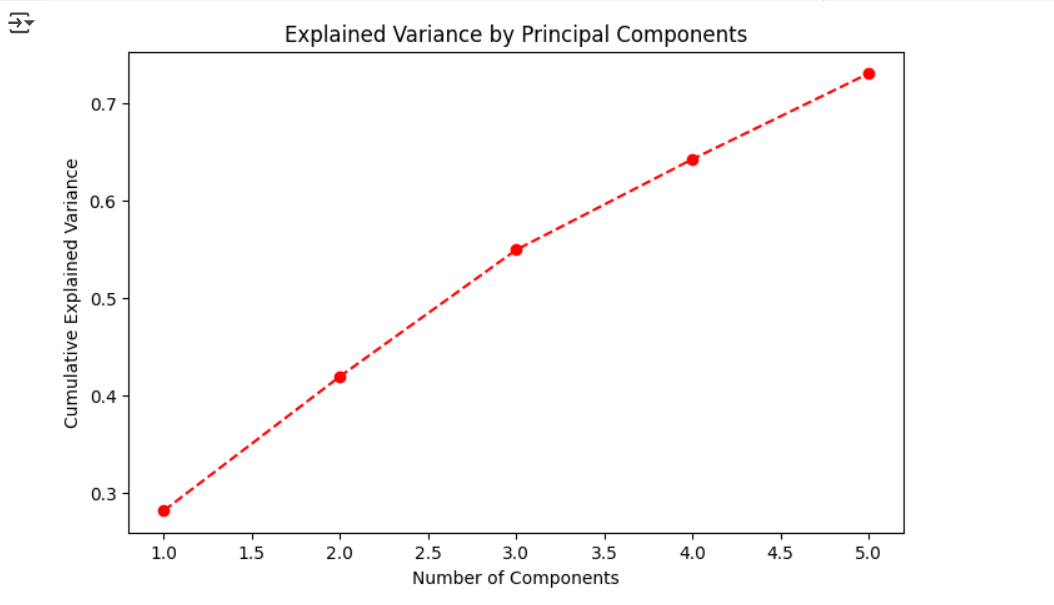 Explained Variance by Principal Components
0.7
0.6
0.5
0.4
0.3
Cumulative Explained Variance
1.0 1.5 2.0 2.5 3.0 3.5 4.0 4.5 5.0
Number of Components